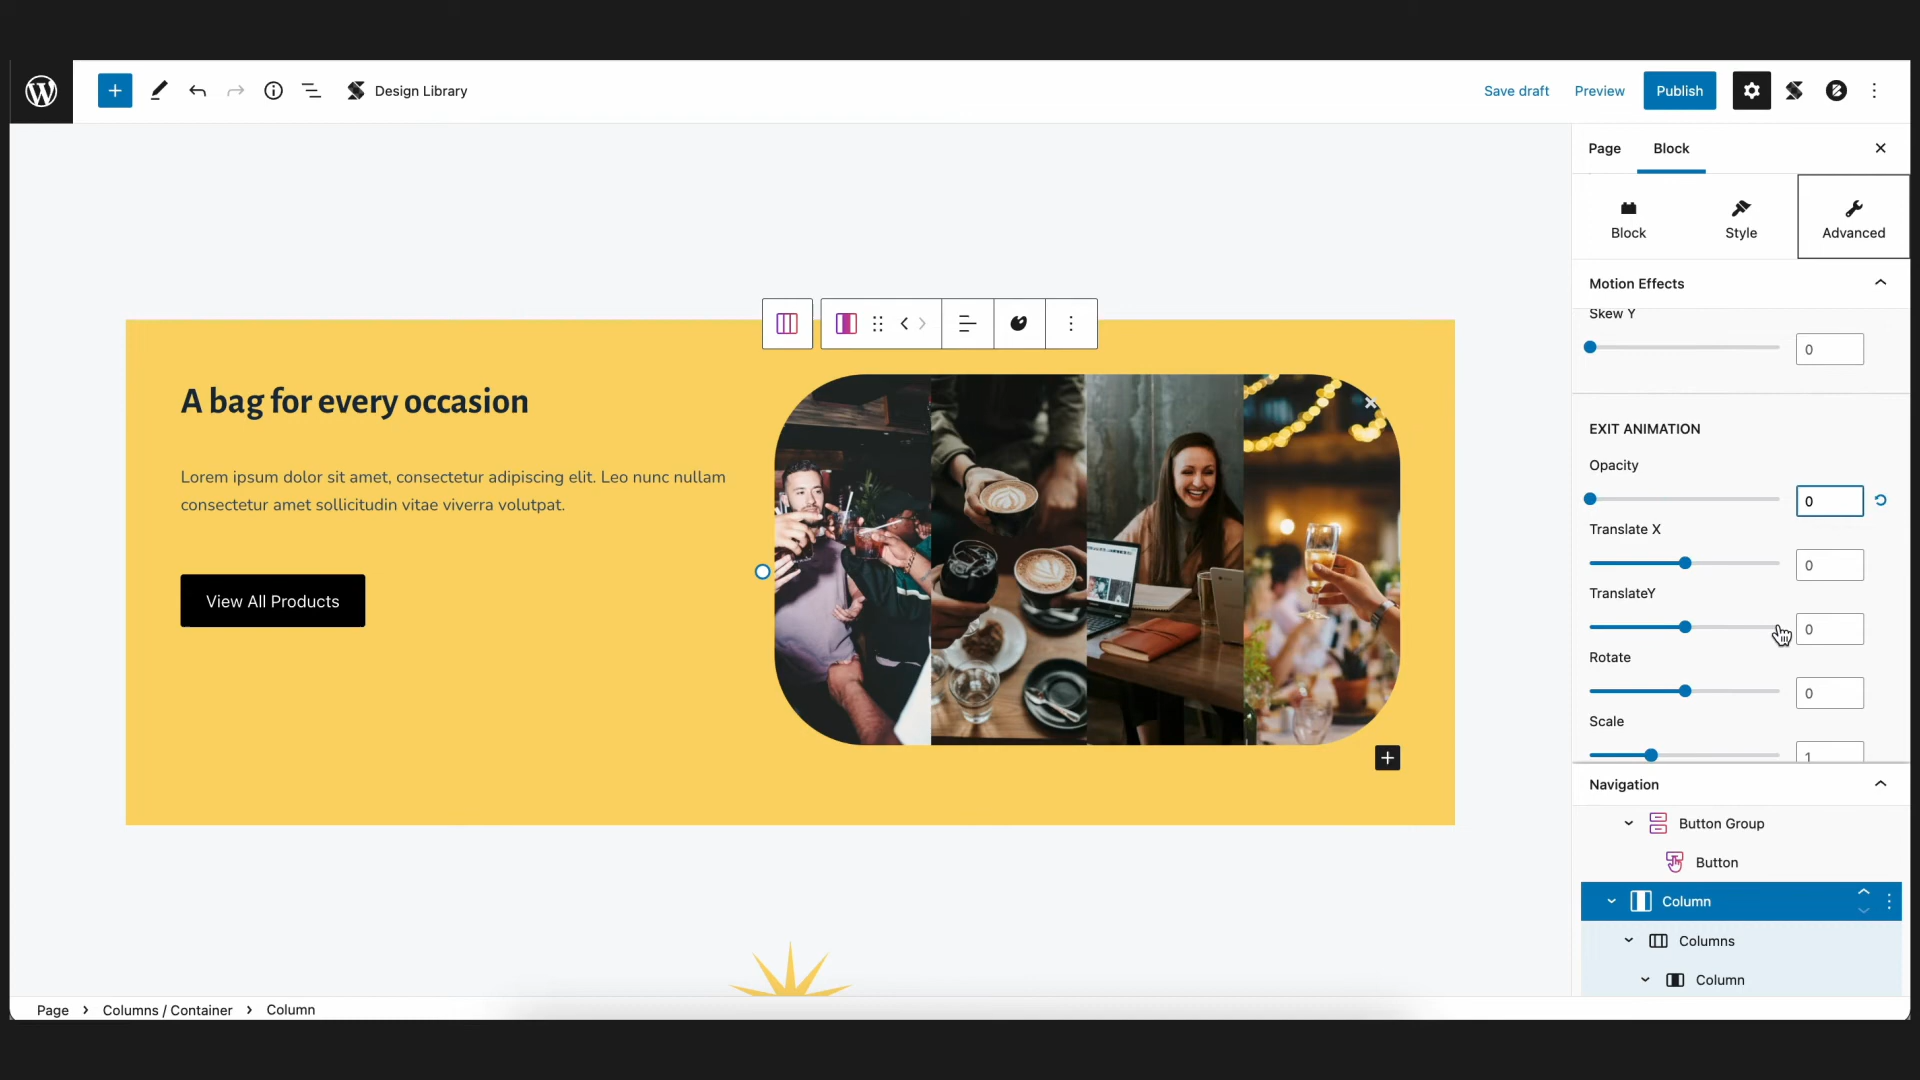 Design Library
Save draft
Preview
Publish
Page
Block
Block
Style
Advanced
Motion Effects
Skew Y
0
EXIT ANIMATION
Opacity
0
Translate X
0
TranslateY
0
Rotate
0
Scale
1
A bag for every occasion
Lorem ipsum dolor sit amet, consectetur adipiscing elit. Leo nunc nullam
consectetur amet sollicitudin vitae viverra volutpat.
View All Products
Navigation
Button Group
Button
Column
Columns
Column
Page › Columns / Container › Column